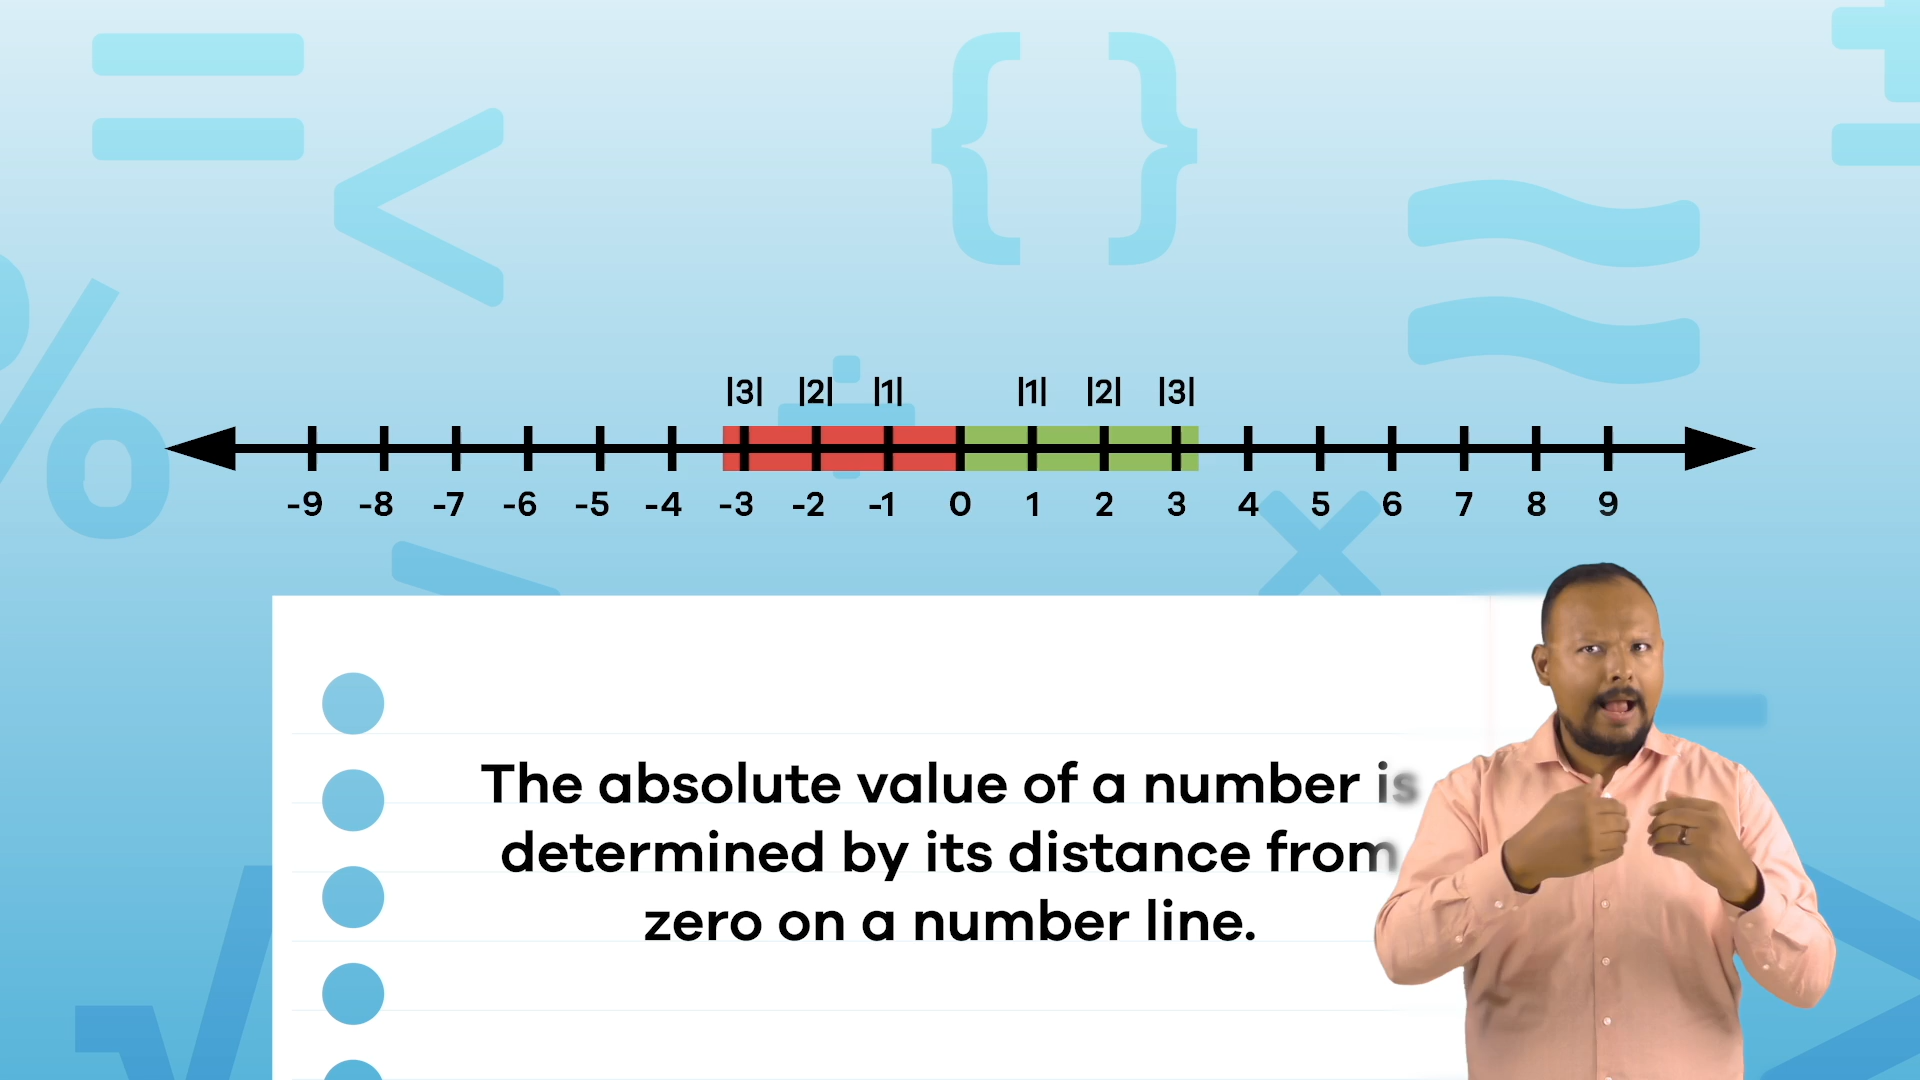 |3| |2| |1| |1| |2| |3|
-9 -8 -7 -6 -5 -4 -3 -2 -1 0 1 2 3 4 5 6 7 8 9
The absolute value of a number is
determined by its distance from
zero on a number line.